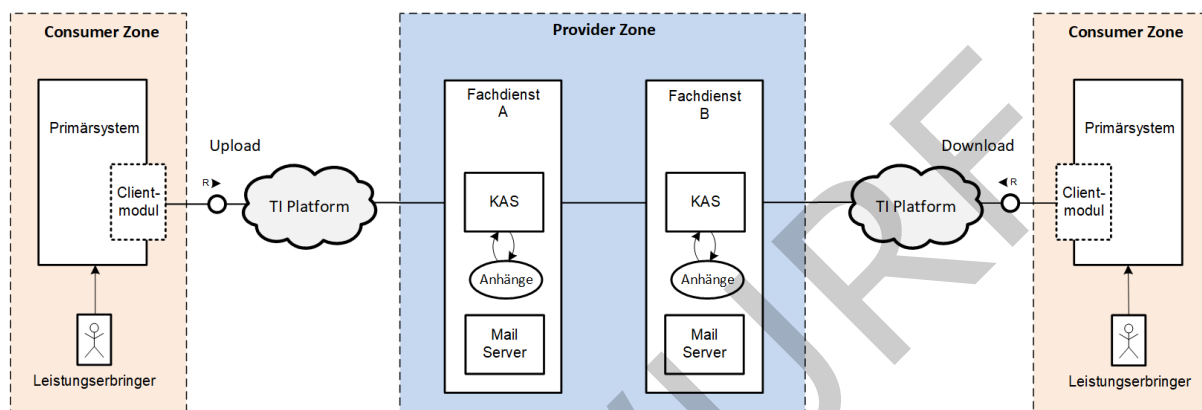 Consumer Zone
Provider Zone
Consumer Zone
Primärsystem
Client-
modul
Leistungserbringer
Upload
R
TI Platform
Fachdienst
A
KAS
Anhänge
Mail
Server
Fachdienst
B
KAS
Anhänge
Mail
Server
Download
R
TI Platform
Primärsystem
Client-
modul
Leistungserbringer
URF